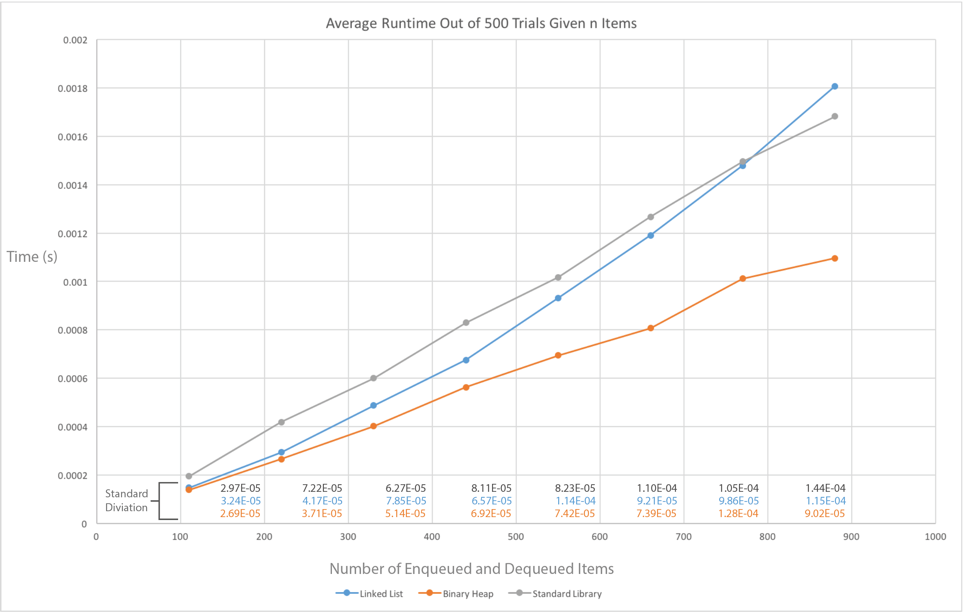 Average Runtime Out of 500 Trials Given n Items
0.002
0.0018
0.0016
0.0014
0.0012
Time (s)
0.001
0.0008
0.0006
0.0004
0.0002
0
Standard
Diviation
2.97E-05 7.22E-05 6.27E-05 8.11E-05 8.23E-05 1.10E-04 1.05E-04 1.44E-04
3.24E-05 4.17E-05 7.85E-05 6.57E-05 1.14E-04 9.21E-05 9.86E-05 1.15E-04
2.69E-05 3.71E-05 5.14E-05 6.92E-05 7.42E-05 7.39E-05 1.28E-04 9.02E-05
0 100 200 300 400 500 600 700 800 900 1000
Number of Enqueued and Dequeued Items
Linked List Binary Heap Standard Library